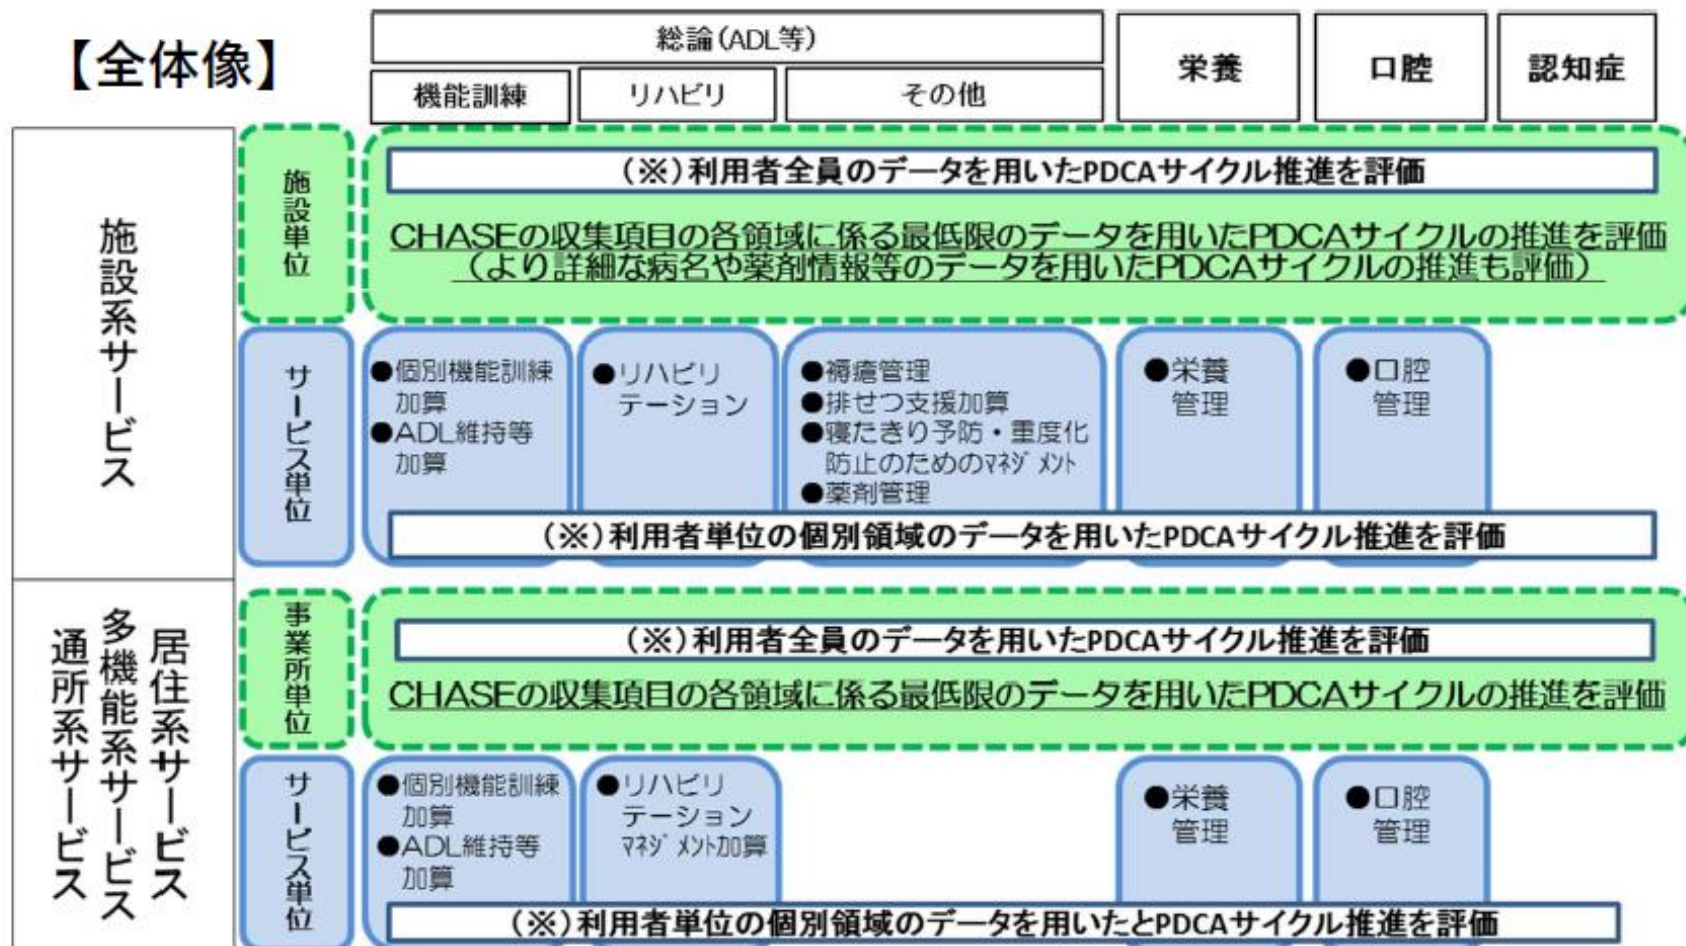 【全体像】
総論(ADL等)
機能訓練
リハビリ
その他
栄養
口腔
認知症
施設系サービス
施設単位
(※)利用者全員のデータを用いたPDCAサイクル推進を評価
CHASEの収集項目の各領域に係る最低限のデータを用いたPDCAサイクルの推進を評価
(より詳細な病名や薬剤情報等のデータを用いたPDCAサイクルの推進も評価)
サービス単位
●個別機能訓練
加算
●ADL維持等
加算
●リハビリ
テーション
●褥瘡管理
●排せつ支援加算
●寝たきり予防・重度化
防止のためのマネジメント
●薬剤管理
●栄養
管理
●口腔
管理
(※)利用者単位の個別領域のデータを用いたPDCAサイクル推進を評価
居住系サービス
多機能系サービス
通所系サービス
事業所単位
(※)利用者全員のデータを用いたPDCAサイクル推進を評価
CHASEの収集項目の各領域に係る最低限のデータを用いたPDCAサイクルの推進を評価
サービス単位
●個別機能訓練
加算
●ADL維持等
加算
●リハビリ
テーション
マネジメント加算
●栄養
管理
●口腔
管理
(※)利用者単位の個別領域のデータを用いたとPDCAサイクル推進を評価